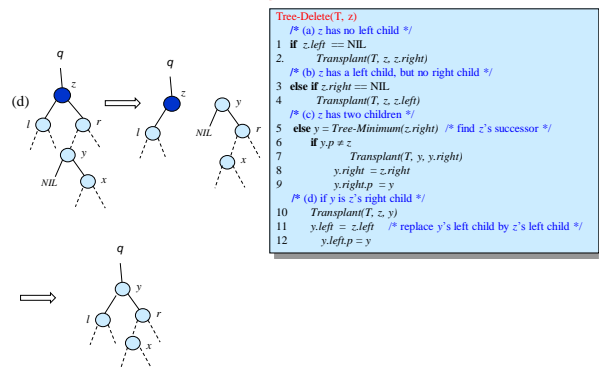 q
z
(d)
l
r
y
NIL
x
q
z
l
y
NIL
r
x
q
y
l
r
x
Tree-Delete(T, z)
/* (a) z has no left child */
1 if z.left == NIL
2. Transplant(T, z, z.right)
/* (b) z has a left child, but no right child */
3 else if z.right == NIL
4 Transplant(T, z, z.left)
/* (c) z has two children */
5 else y = Tree-Minimum(z.right) /* find z's successor */
6 if y.p ≠ z
7 Transplant(T, y, y.right)
8 y.right = z.right
9 y.right.p = y
/* (d) if y is z's right child */
10 Transplant(T, z, y)
11 y.left = z.left /* replace y's left child by z's left child */
12 y.left.p = y